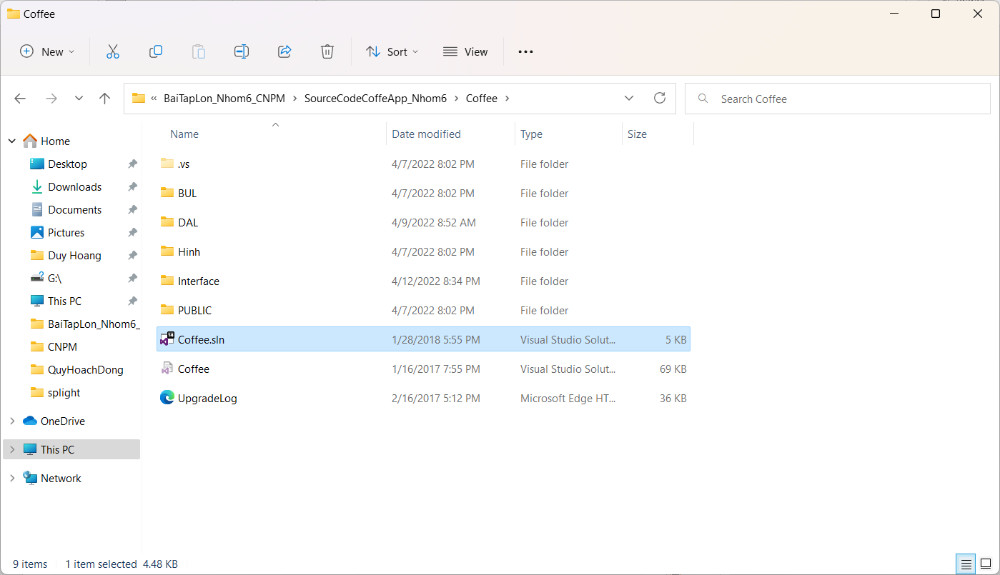 Coffee
New
Sort
View
« BaiTapLon_Nhom6_CNPM > SourceCodeCoffeApp_Nhom6 > Coffee >
Search Coffee
Home
Desktop
Downloads
Documents
Pictures
Duy Hoang
G:\
This PC
BaiTapLon_Nhom6_
CNPM
QuyHoachDong
splight
OneDrive
This PC
Network
Name Date modified Type Size
.vs 4/7/2022 8:02 PM File folder
BUL 4/7/2022 8:02 PM File folder
DAL 4/9/2022 8:52 AM File folder
Hinh 4/7/2022 8:02 PM File folder
Interface 4/12/2022 8:34 PM File folder
PUBLIC 4/7/2022 8:02 PM File folder
Coffee.sln 1/28/2018 5:55 PM Visual Studio Solut... 5 KB
Coffee 1/16/2017 7:55 PM Visual Studio Solut... 69 KB
UpgradeLog 2/16/2017 5:12 PM Microsoft Edge HT... 36 KB
9 items 1 item selected 4.48 KB